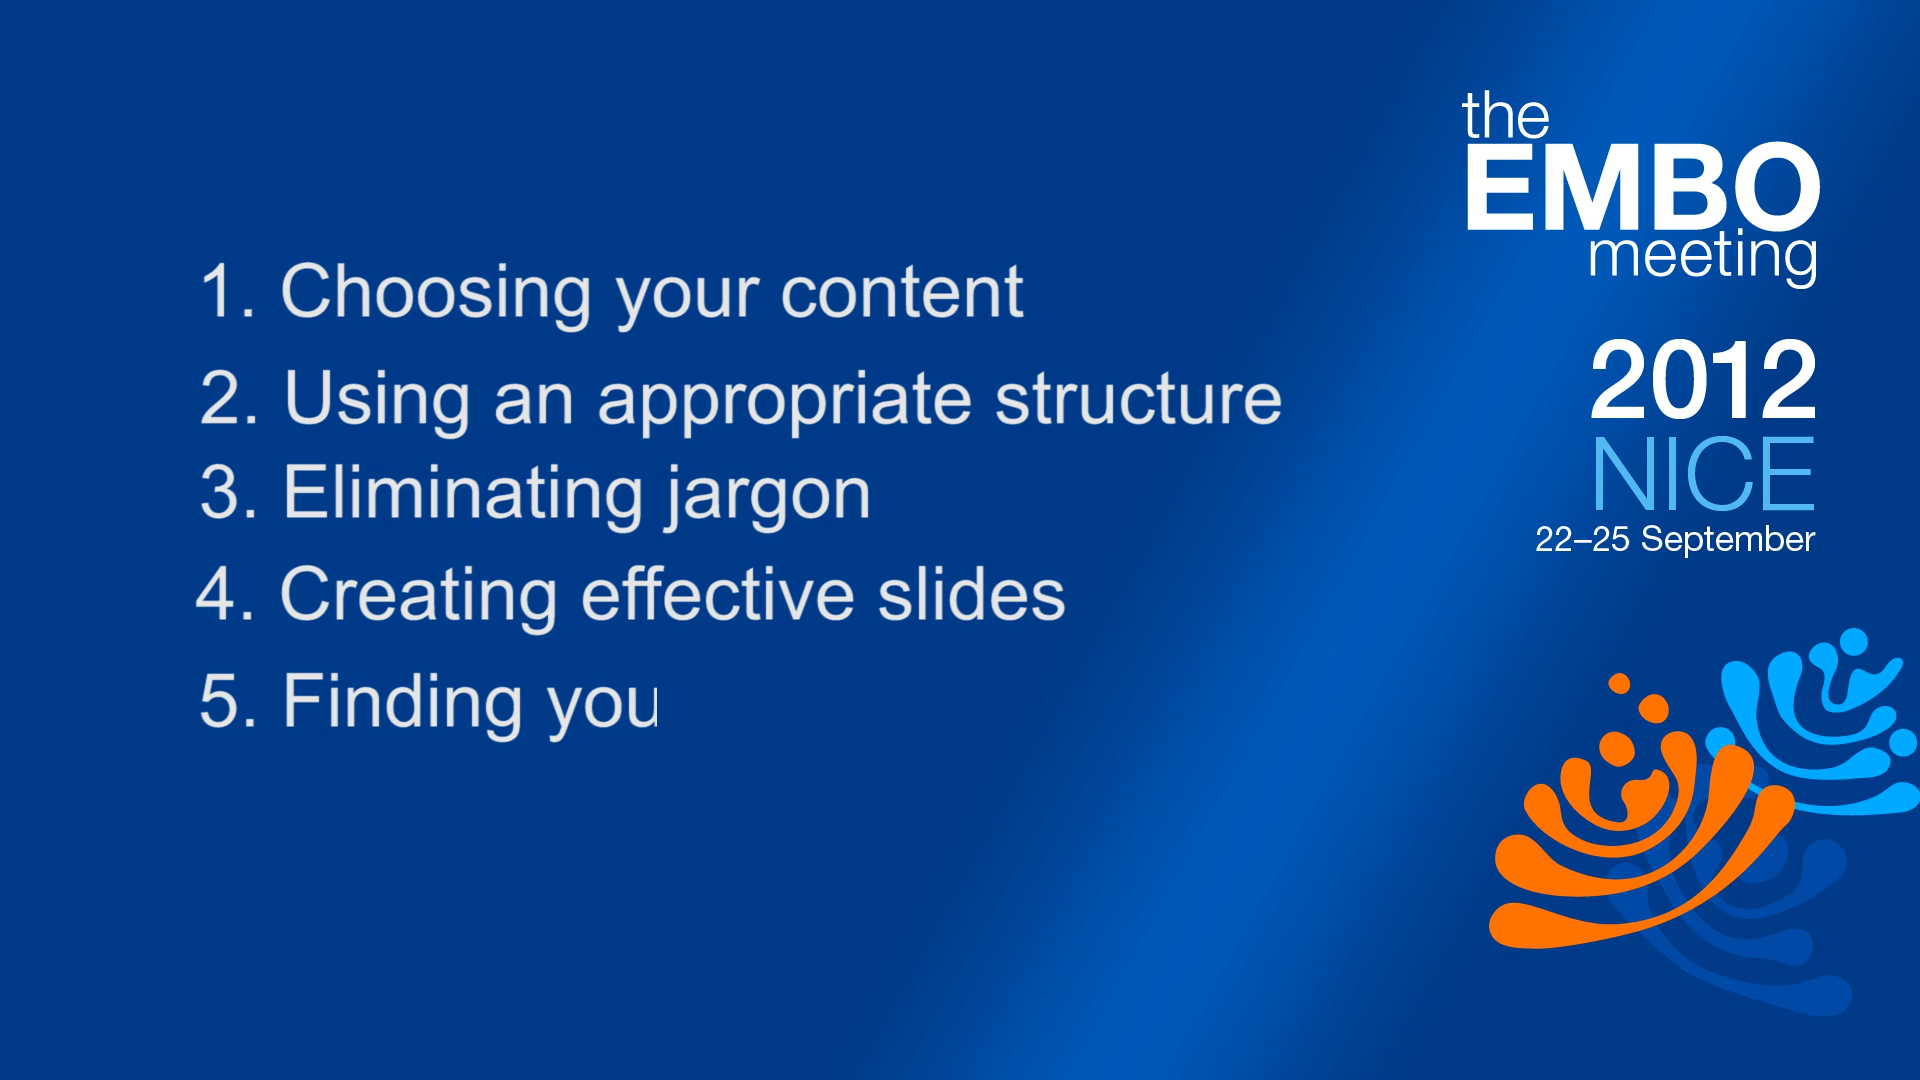 1. Choosing your content
2. Using an appropriate structure
3. Eliminating jargon
4. Creating effective slides
5. Finding you
the
EMBO
meeting
2012
NICE
22–25 September